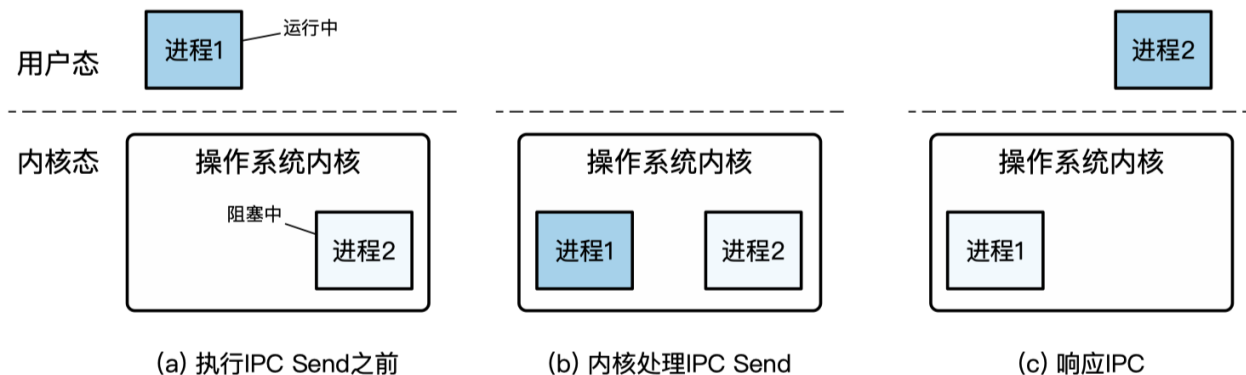 用户态
进程1
运行中
进程2
内核态
操作系统内核
阻塞中
进程2
操作系统内核
进程1
进程2
操作系统内核
进程1
(a) 执行IPC Send之前
(b) 内核处理IPC Send
(c) 响应IPC